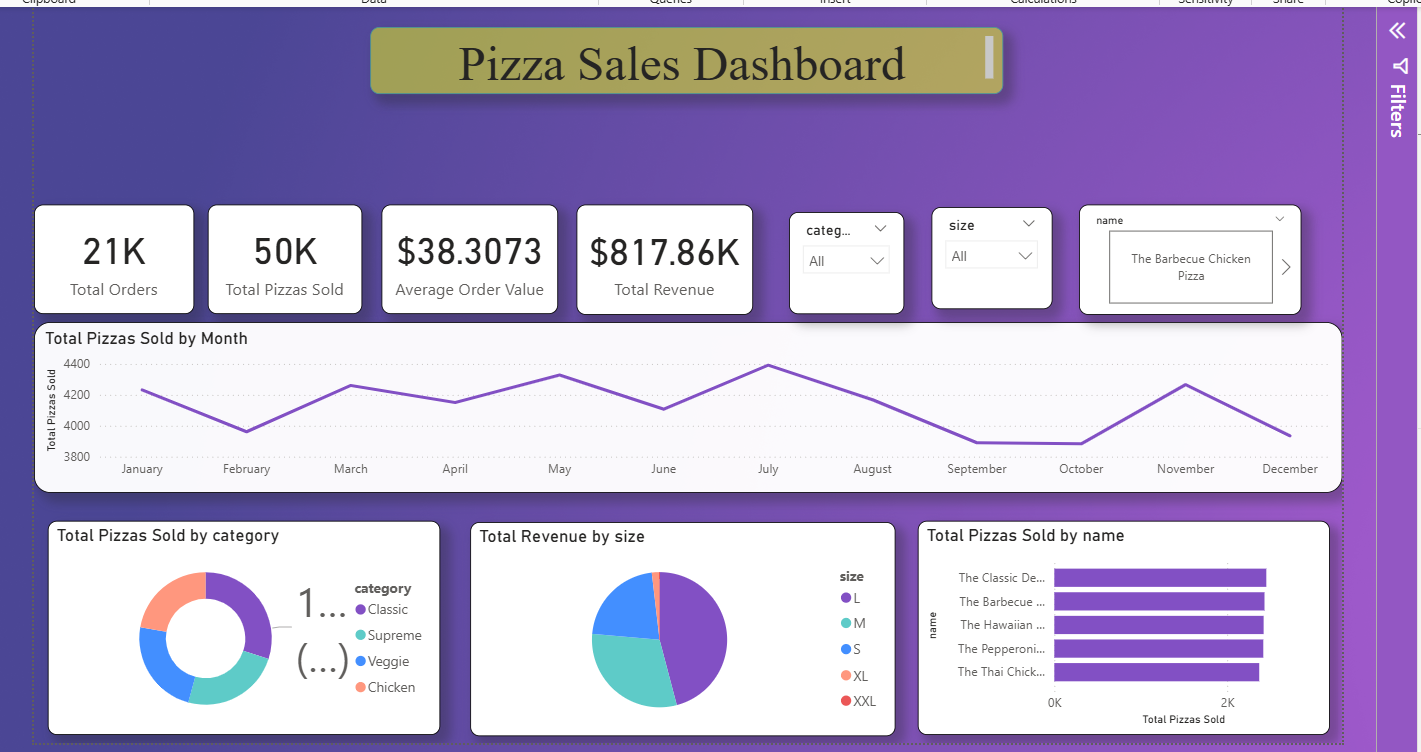 Clipboard Data Queries Insert Calculations Sensitivity Share
Pizza Sales Dashboard
Filters
21K
Total Orders
50K
Total Pizzas Sold
$38.3073
Average Order Value
$817.86K
Total Revenue
categ...
All
size
All
name
The Barbecue Chicken
Pizza
Total Pizzas Sold by Month
Total Pizzas Sold
4400
4200
4000
3800
January February March April May June July August September October November December
Total Pizzas Sold by category
1...
(...)
category
Classic
Supreme
Veggie
Chicken
Total Revenue by size
size
L
M
S
XL
XXL
Total Pizzas Sold by name
name
The Classic De...
The Barbecue ...
The Hawaiian ...
The Pepperoni...
The Thai Chick...
0K 2K
Total Pizzas Sold